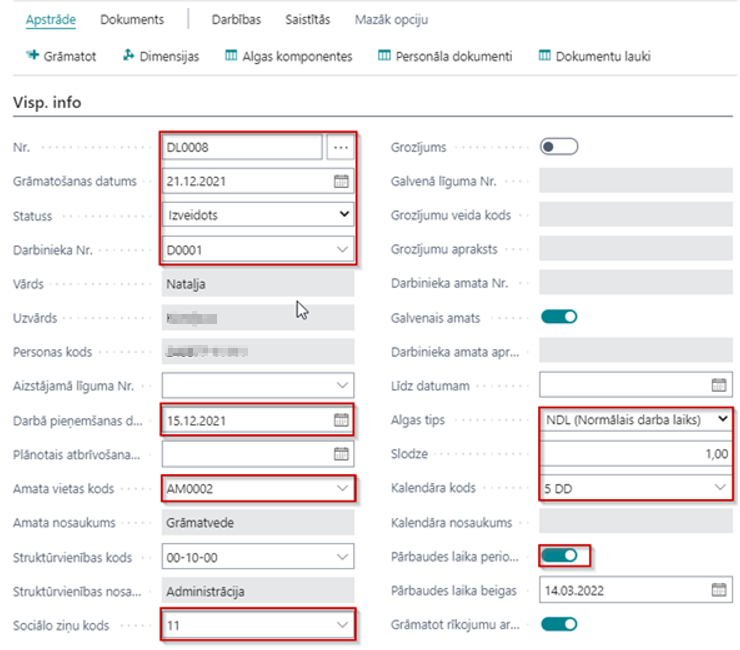 Apstrāde Dokuments Darbības Saistītās Mazāk opciju
Grāmatot Dimensijas Algas komponentes Personāla dokumenti Dokumentu lauki
Visp. info
Nr. DL0008 ...
Grāmatošanas datums 21.12.2021
Statuss Izveidots
Darbinieka Nr. D0001
Vārds Natalja
Uzvārds
Personas kods
Aizstājamā līguma Nr.
Darbā pieņemšanas d... 15.12.2021
Plānotais atbrīvošana...
Amata vietas kods AM0002
Amata nosaukums Grāmatvede
Struktūrvienības kods 00-10-00
Struktūrvienības nosa... Administrācija
Sociālo ziņu kods 11
Grozījums
Galvenā līguma Nr.
Grozījumu veida kods
Grozījumu apraksts
Darbinieka amata Nr.
Galvenais amats
Darbinieka amata apr...
Līdz datumam
Algas tips NDL (Normālais darba laiks)
Slodze 1,00
Kalendāra kods 5 DD
Kalendāra nosaukums
Pārbaudes laika perio...
Pārbaudes laika beigas 14.03.2022
Grāmatot rīkojumu ar...